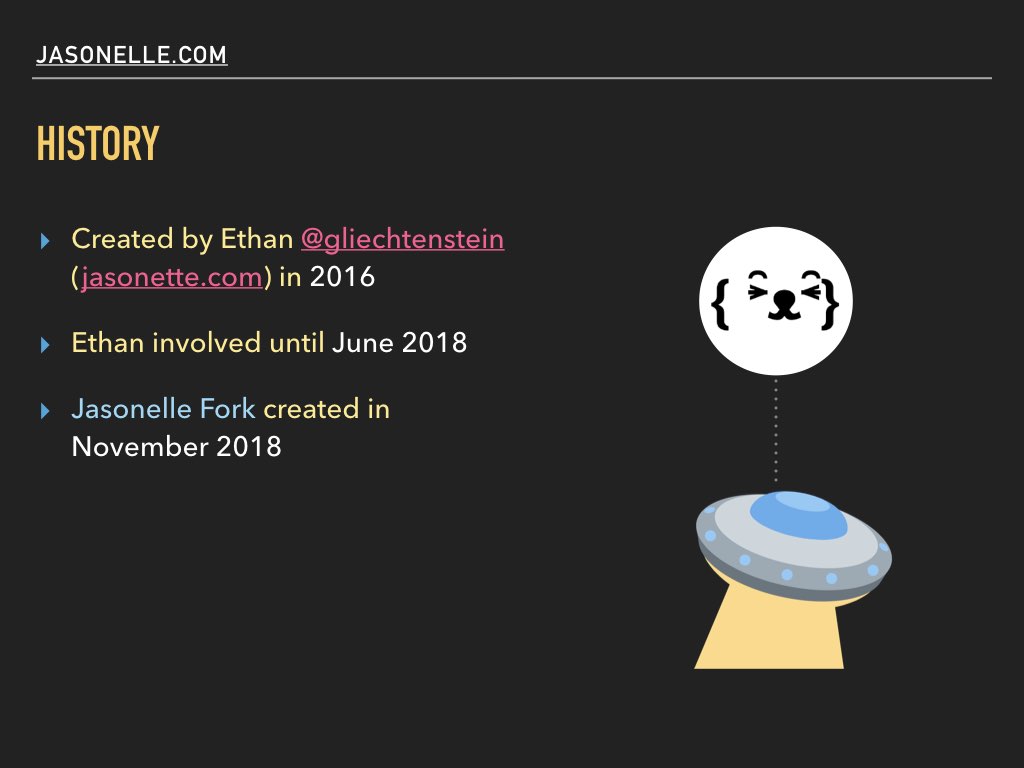 JASONELLE.COM
HISTORY
Created by Ethan @gliechtenstein
(jasonette.com) in 2016
Ethan involved until June 2018
Jasonelle Fork created in
November 2018